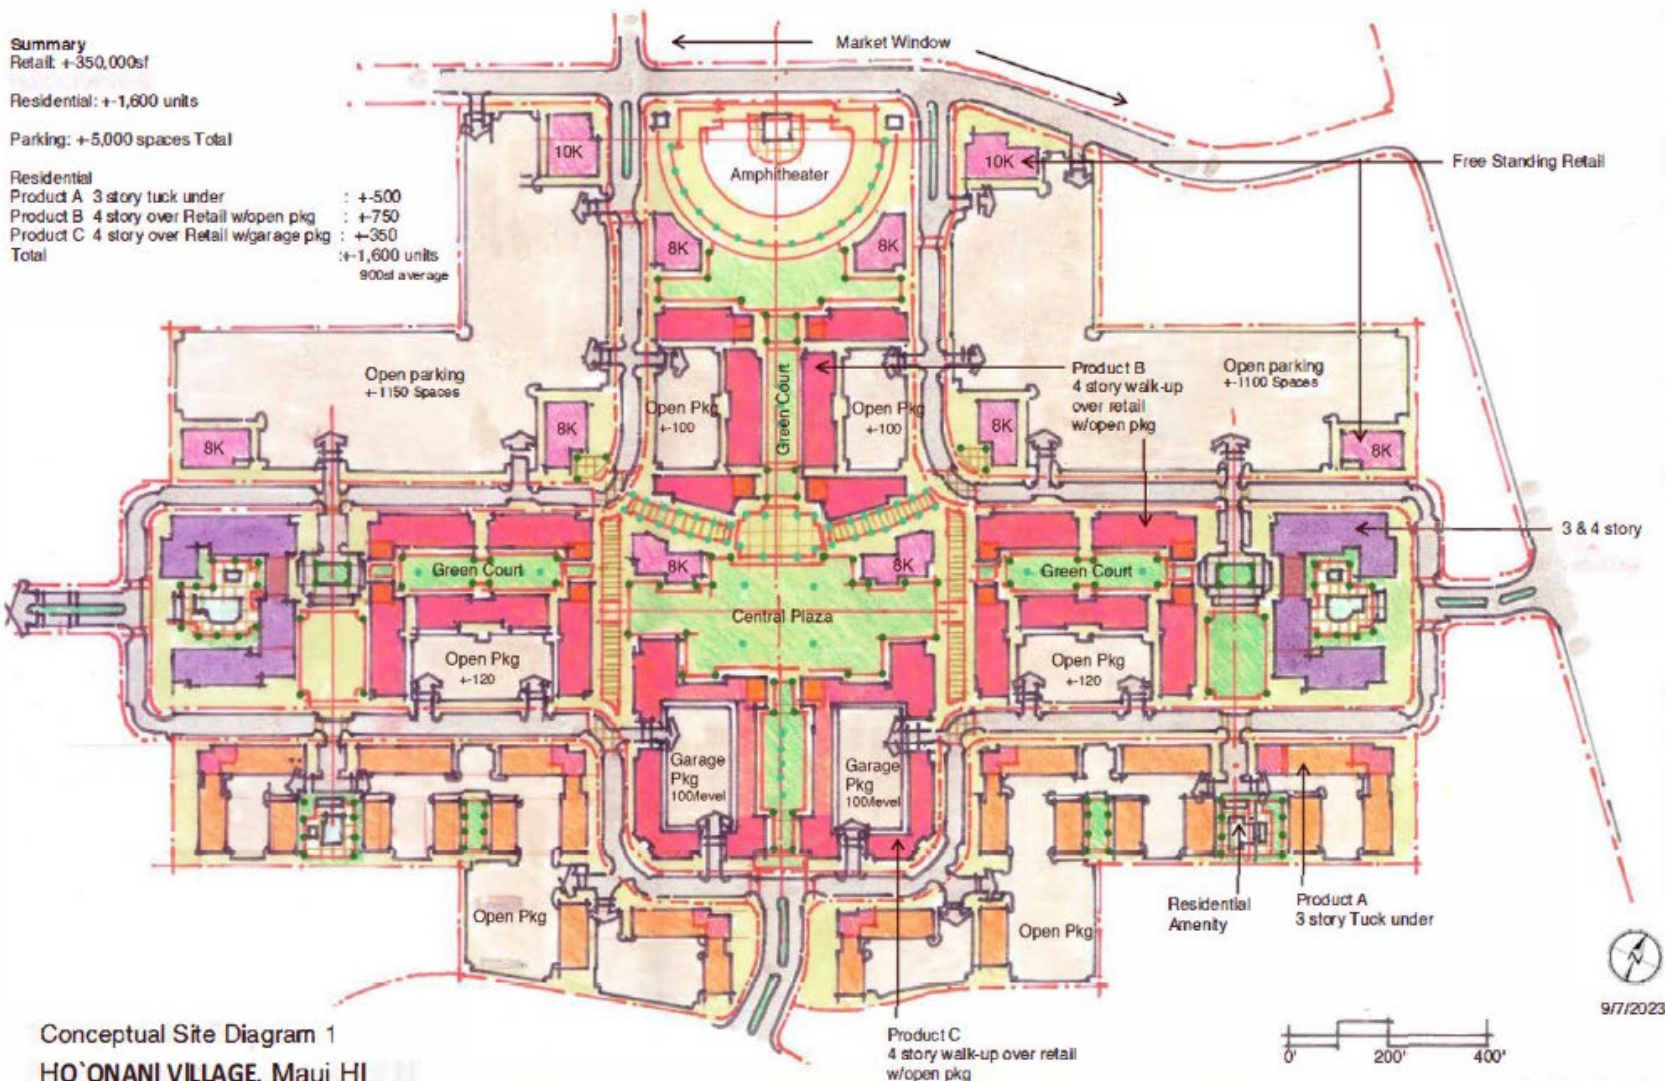 Summary
Retail: +-350,000sf
Residential: +-1,600 units
Parking: +-5,000 spaces Total
Residential
Product A 3 story tuck under : +-500
Product B 4 story over Retail w/open pkg : +-750
Product C 4 story over Retail w/garage pkg : +-350
Total :+-1,600 units
900sf average
Market Window
10K
Amphitheater
10K
Free Standing Retail
8K
8K
Open parking
+-1150 Spaces
Open Pkg
+-100
Green Court
Open Pkg
+-100
Product B
4 story walk-up
over retail
w/open pkg
Open parking
+-1100 Spaces
8K
8K
8K
8K
3 & 4 story
Green Court
8K
8K
Green Court
Central Plaza
Open Pkg
+-120
Open Pkg
+-120
Garage
Pkg
100/level
Garage
Pkg
100/level
Open Pkg
Open Pkg
Residential
Amenity
Product A
3 story Tuck under
Product C
4 story walk-up over retail
w/open pkg
9/7/2023
0' 200' 400'
Conceptual Site Diagram 1
HO`ONANI VILLAGE, Maui HI